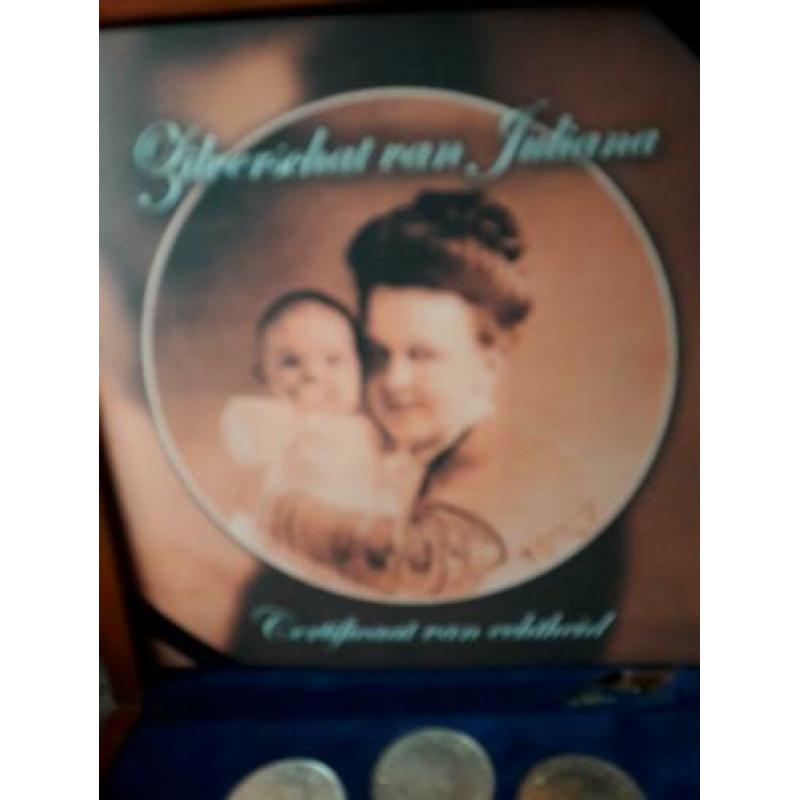 Zilverschat van Juliana
Certificaat van echtheid